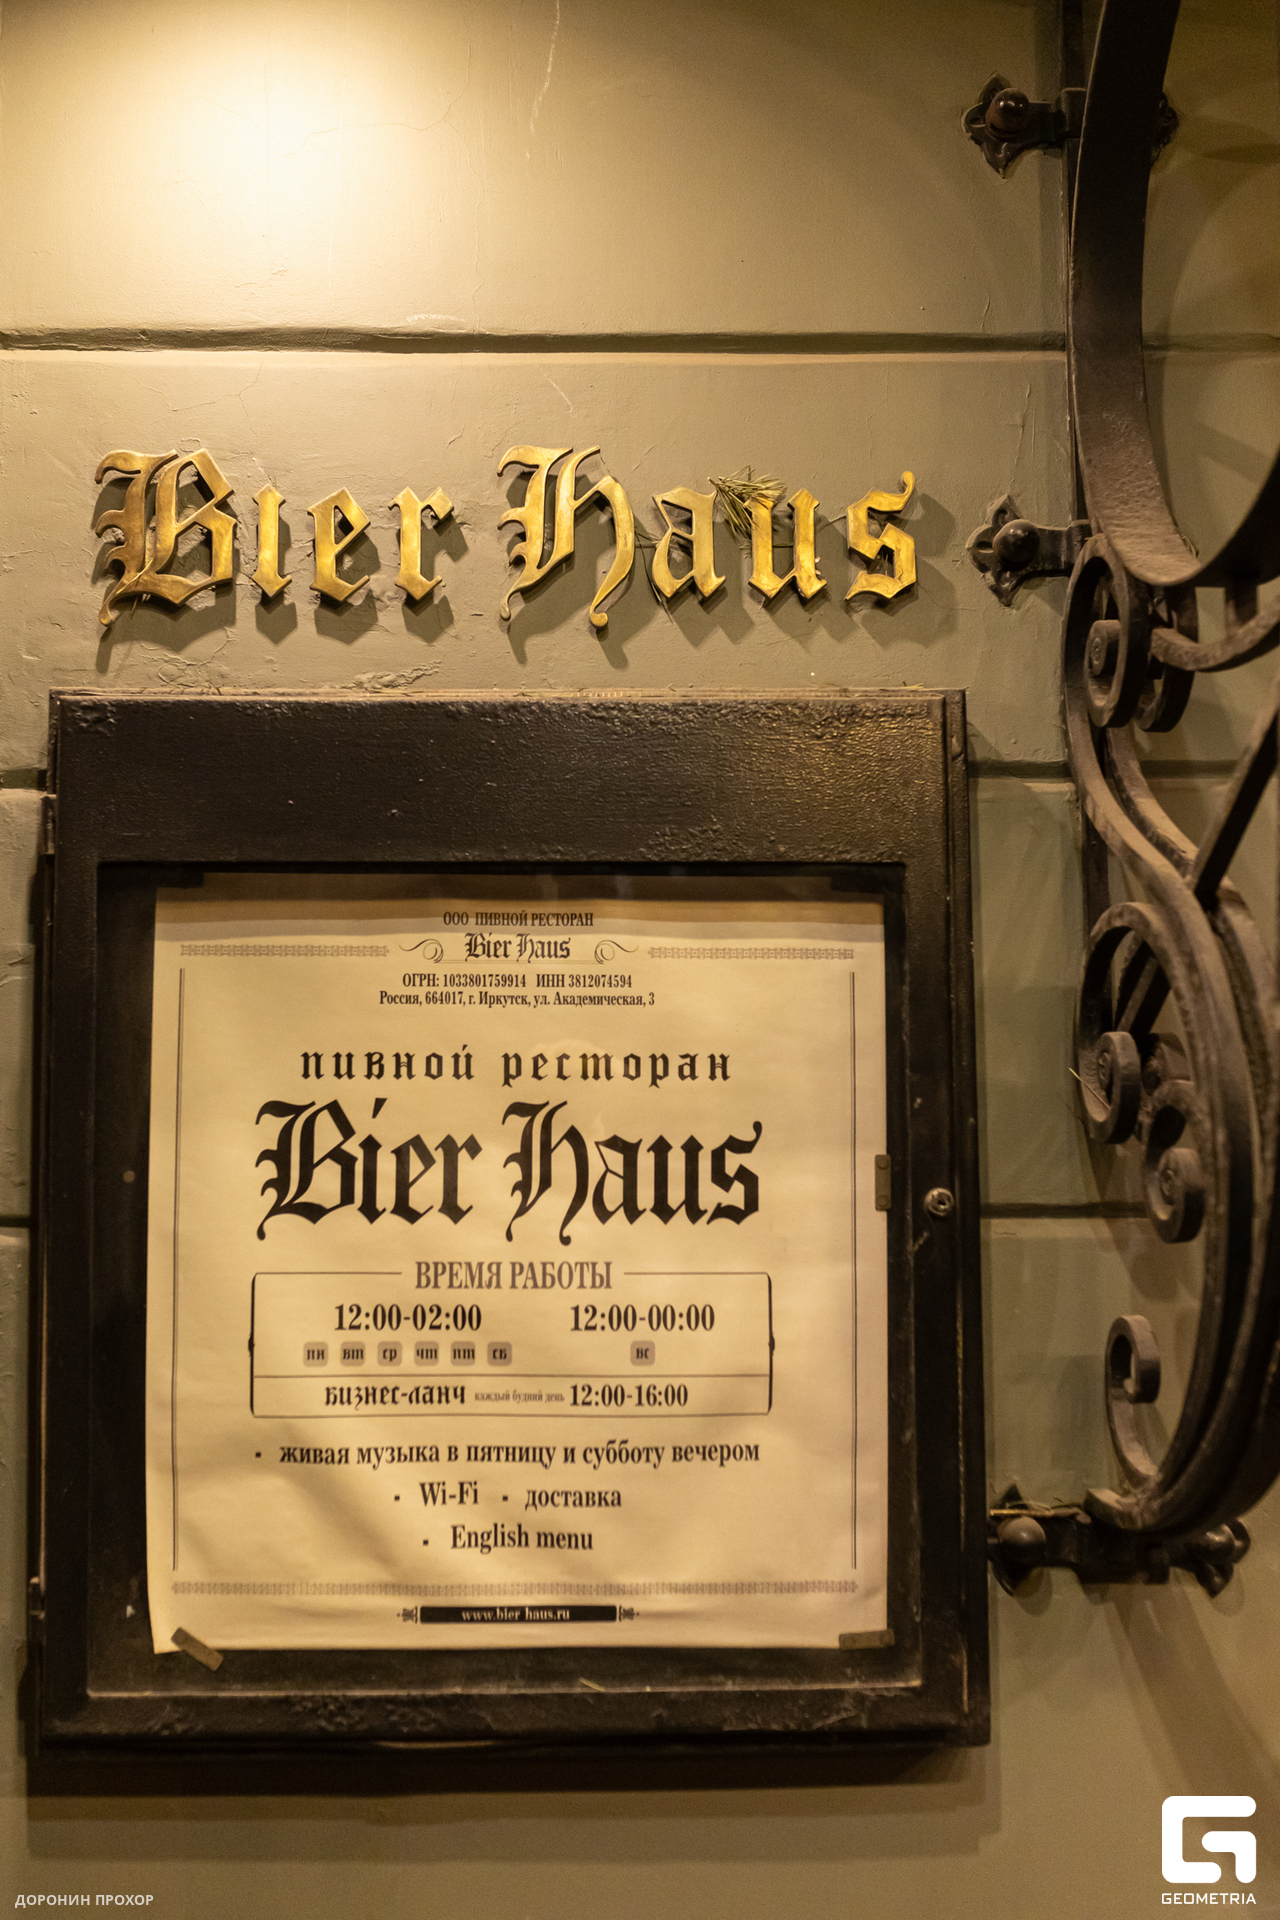 Bier Haus
ООО ПИВНОЙ РЕСТОРАН
Bier Haus
ОГРН: 1033801759914 ИНН 3812074594
Россия, 664017, г. Иркутск, ул. Академическая, 3
пивной ресторан
Bier Haus
ВРЕМЯ РАБОТЫ
12:00-02:00 12:00-00:00
пн вт ср чт пт сб вс
бизнес-ланч каждый будний день 12:00-16:00
▪ живая музыка в пятницу и субботу вечером
▪ Wi-Fi ▪ доставка
▪ English menu
www.bier-haus.ru
ДОРОНИН ПРОХОР
GEOMETRIA